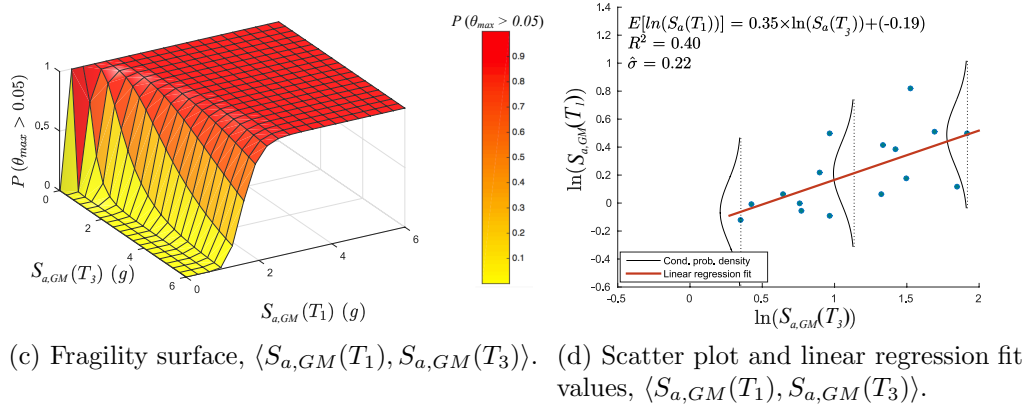 P (θmax > 0.05)
1
0.5
0
P (θmax > 0.05)
0
2
4
6
Sa,GM(T3) (g)
0
2
4
6
Sa,GM(T1) (g)
0.9
0.8
0.7
0.6
0.5
0.4
0.3
0.2
0.1
E[ln(Sa(T1))] = 0.35×ln(Sa(T3))+(-0.19)
R² = 0.40
σ̂ = 0.22
1.4
1.2
1
0.8
0.6
0.4
0.2
0
-0.2
-0.4
0.6
ln(Sa,GM(T1))
Cond. prob. density
Linear regression fit
-0.5
0
0.5
1
1.5
2
ln(Sa,GM(T3))
(c) Fragility surface, ⟨Sa,GM(T1), Sa,GM(T3)⟩.
(d) Scatter plot and linear regression fit
values, ⟨Sa,GM(T1), Sa,GM(T3)⟩.